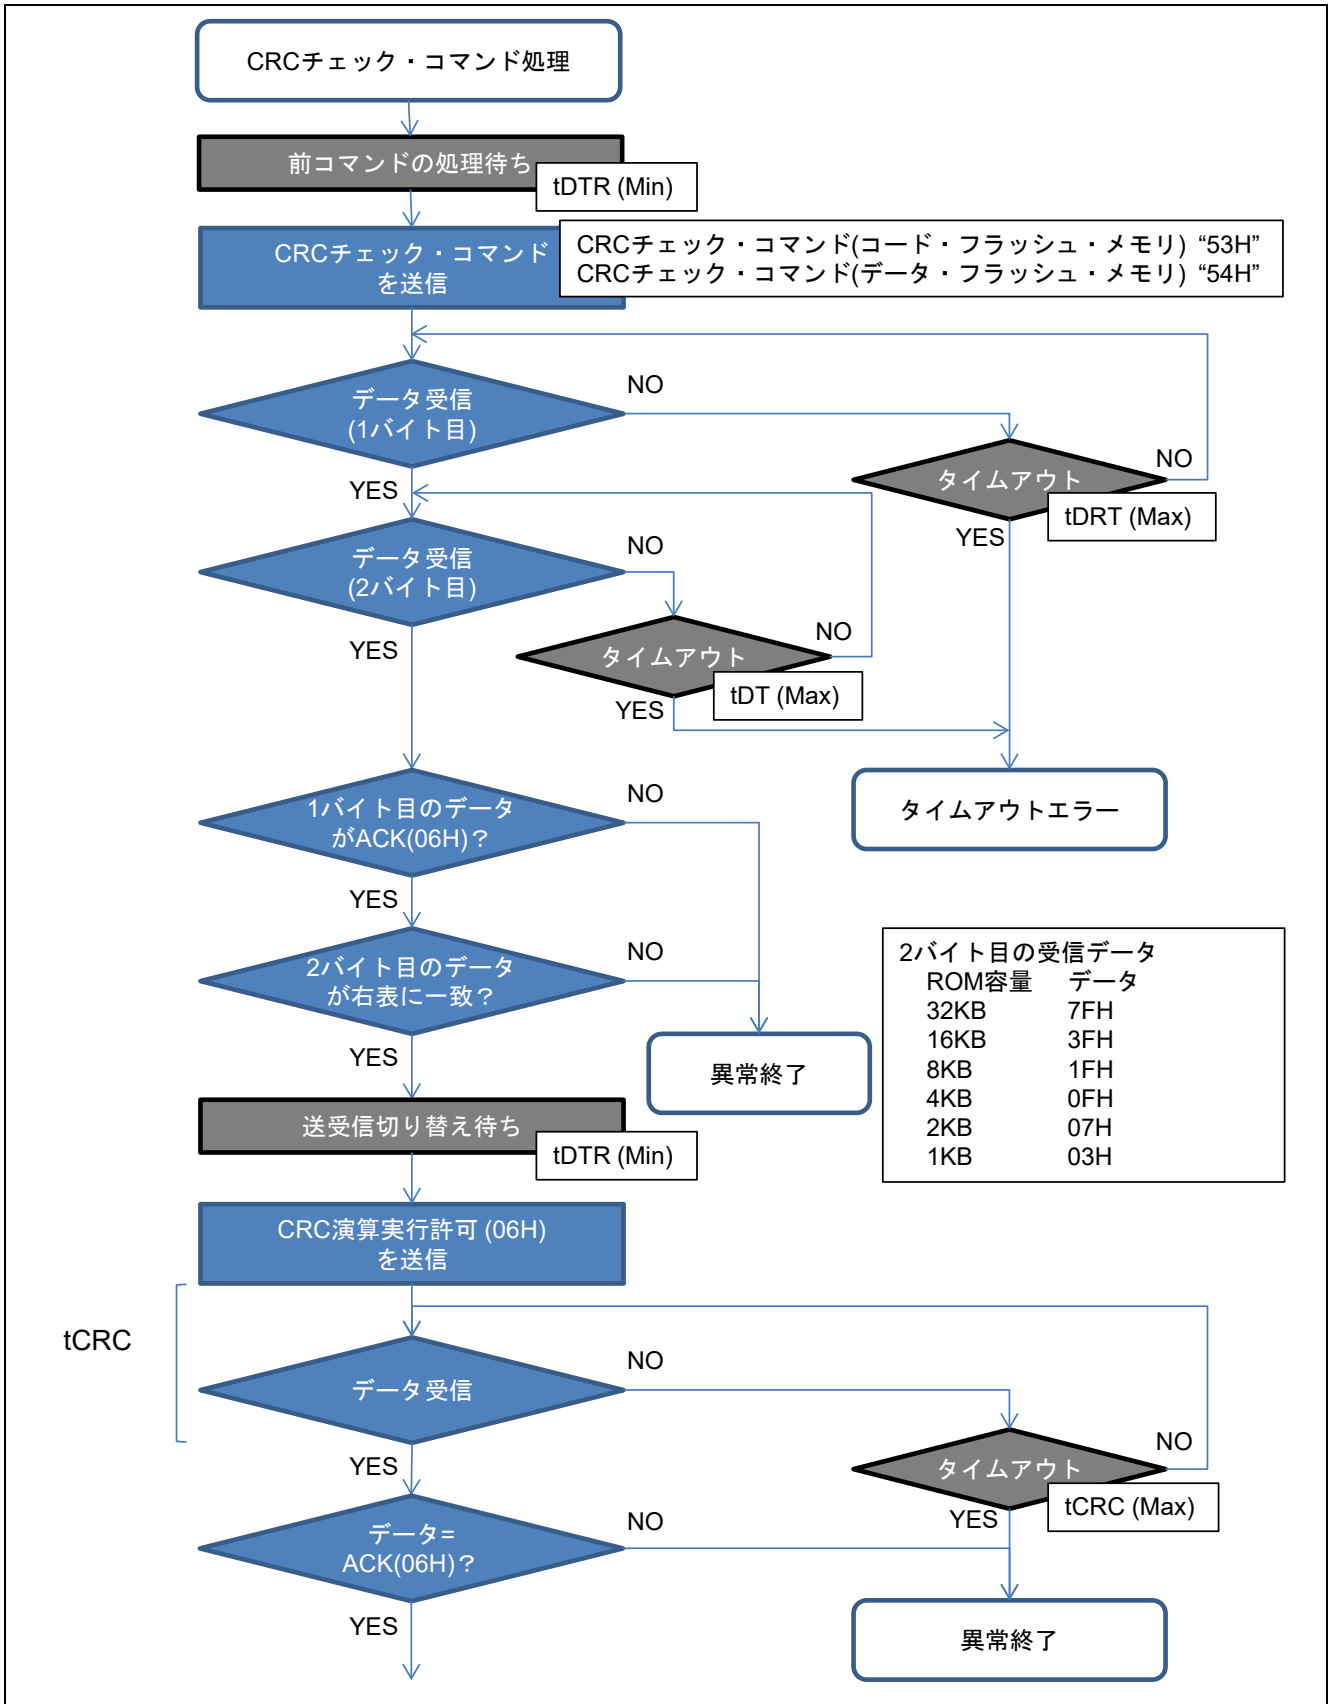 CRCチェック・コマンド処理
前コマンドの処理待ち
tDTR (Min)
CRCチェック・コマンド
を送信
CRCチェック・コマンド(コード・フラッシュ・メモリ) “53H”
CRCチェック・コマンド(データ・フラッシュ・メモリ) “54H”
データ受信
(1バイト目)
NO
YES
タイムアウト
NO
tDRT (Max)
YES
データ受信
(2バイト目)
NO
YES
タイムアウト
NO
tDT (Max)
YES
タイムアウトエラー
1バイト目のデータ
がACK(06H)？
NO
YES
2バイト目のデータ
が右表に一致？
NO
YES
異常終了
2バイト目の受信データ
ROM容量 データ
32KB 7FH
16KB 3FH
8KB 1FH
4KB 0FH
2KB 07H
1KB 03H
送受信切り替え待ち
tDTR (Min)
CRC演算実行許可 (06H)
を送信
tCRC
データ受信
NO
YES
タイムアウト
NO
tCRC (Max)
YES
データ=
ACK(06H)？
NO
YES
異常終了